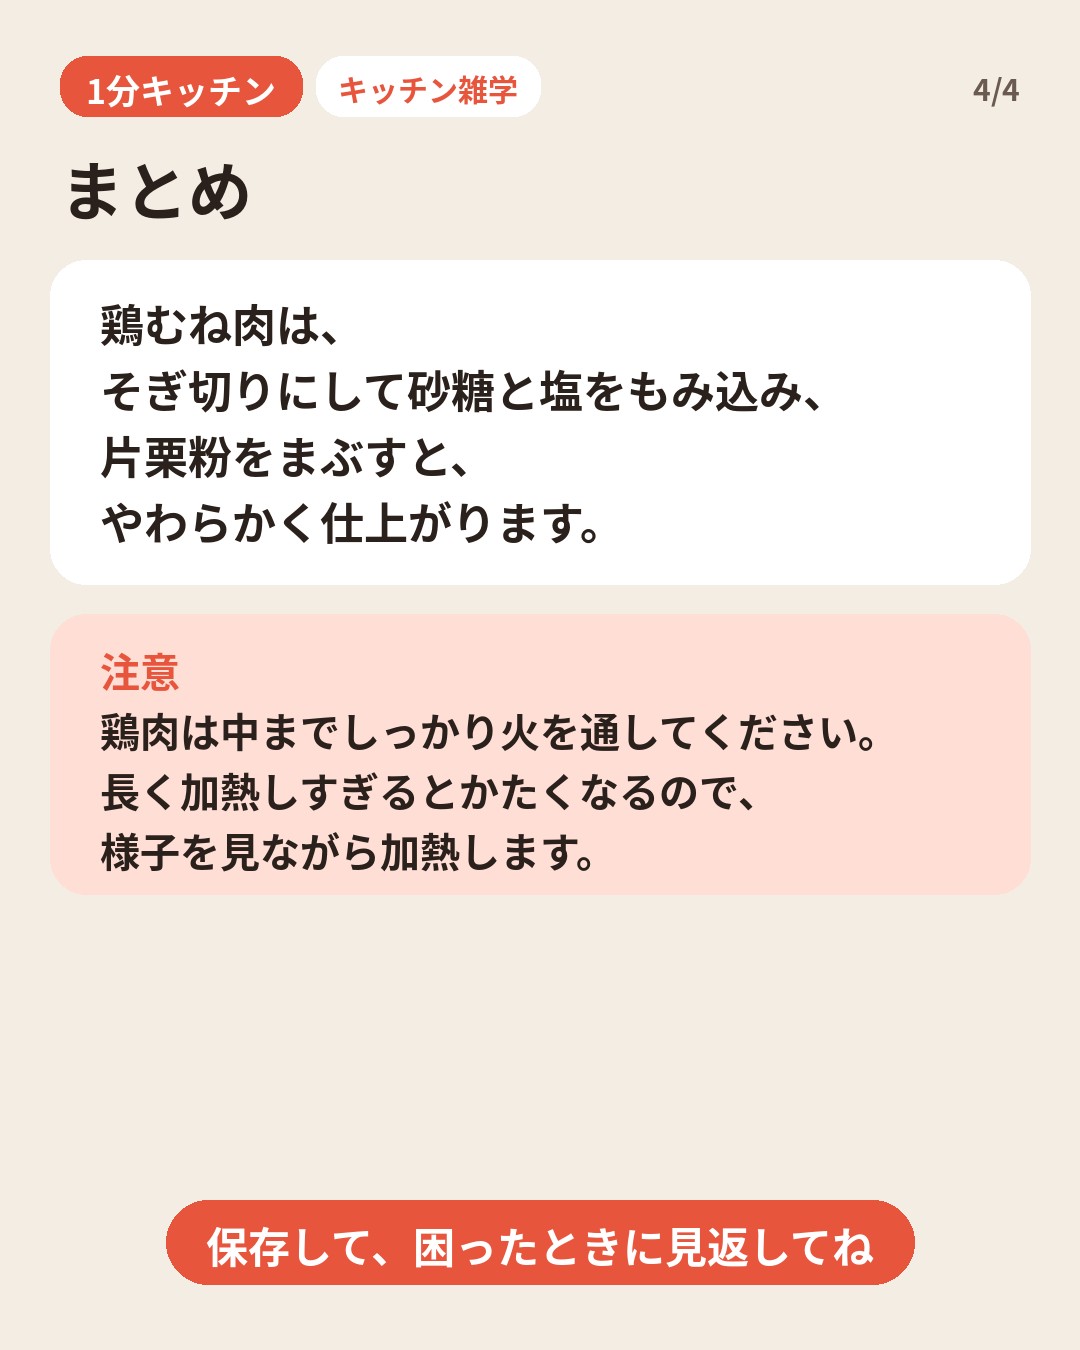 1分キッチン
キッチン雑学
4/4
まとめ
鶏むね肉は、
そぎ切りにして砂糖と塩をもみ込み、
片栗粉をまぶすと、
やわらかく仕上がります。
注意
鶏肉は中までしっかり火を通してください。
長く加熱しすぎるとかたくなるので、
様子を見ながら加熱します。
保存して、困ったときに見返してね